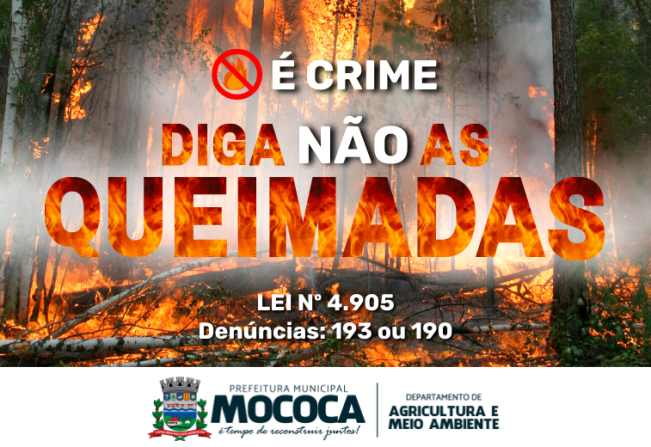 É CRIME
DIGA NÃO AS
QUEIMADAS
LEI Nº 4.905
Denúncias: 193 ou 190
PREFEITURA MUNICIPAL
MOCOCA
é tempo de reconstruir juntos!
DEPARTAMENTO DE
AGRICULTURA E
MEIO AMBIENTE